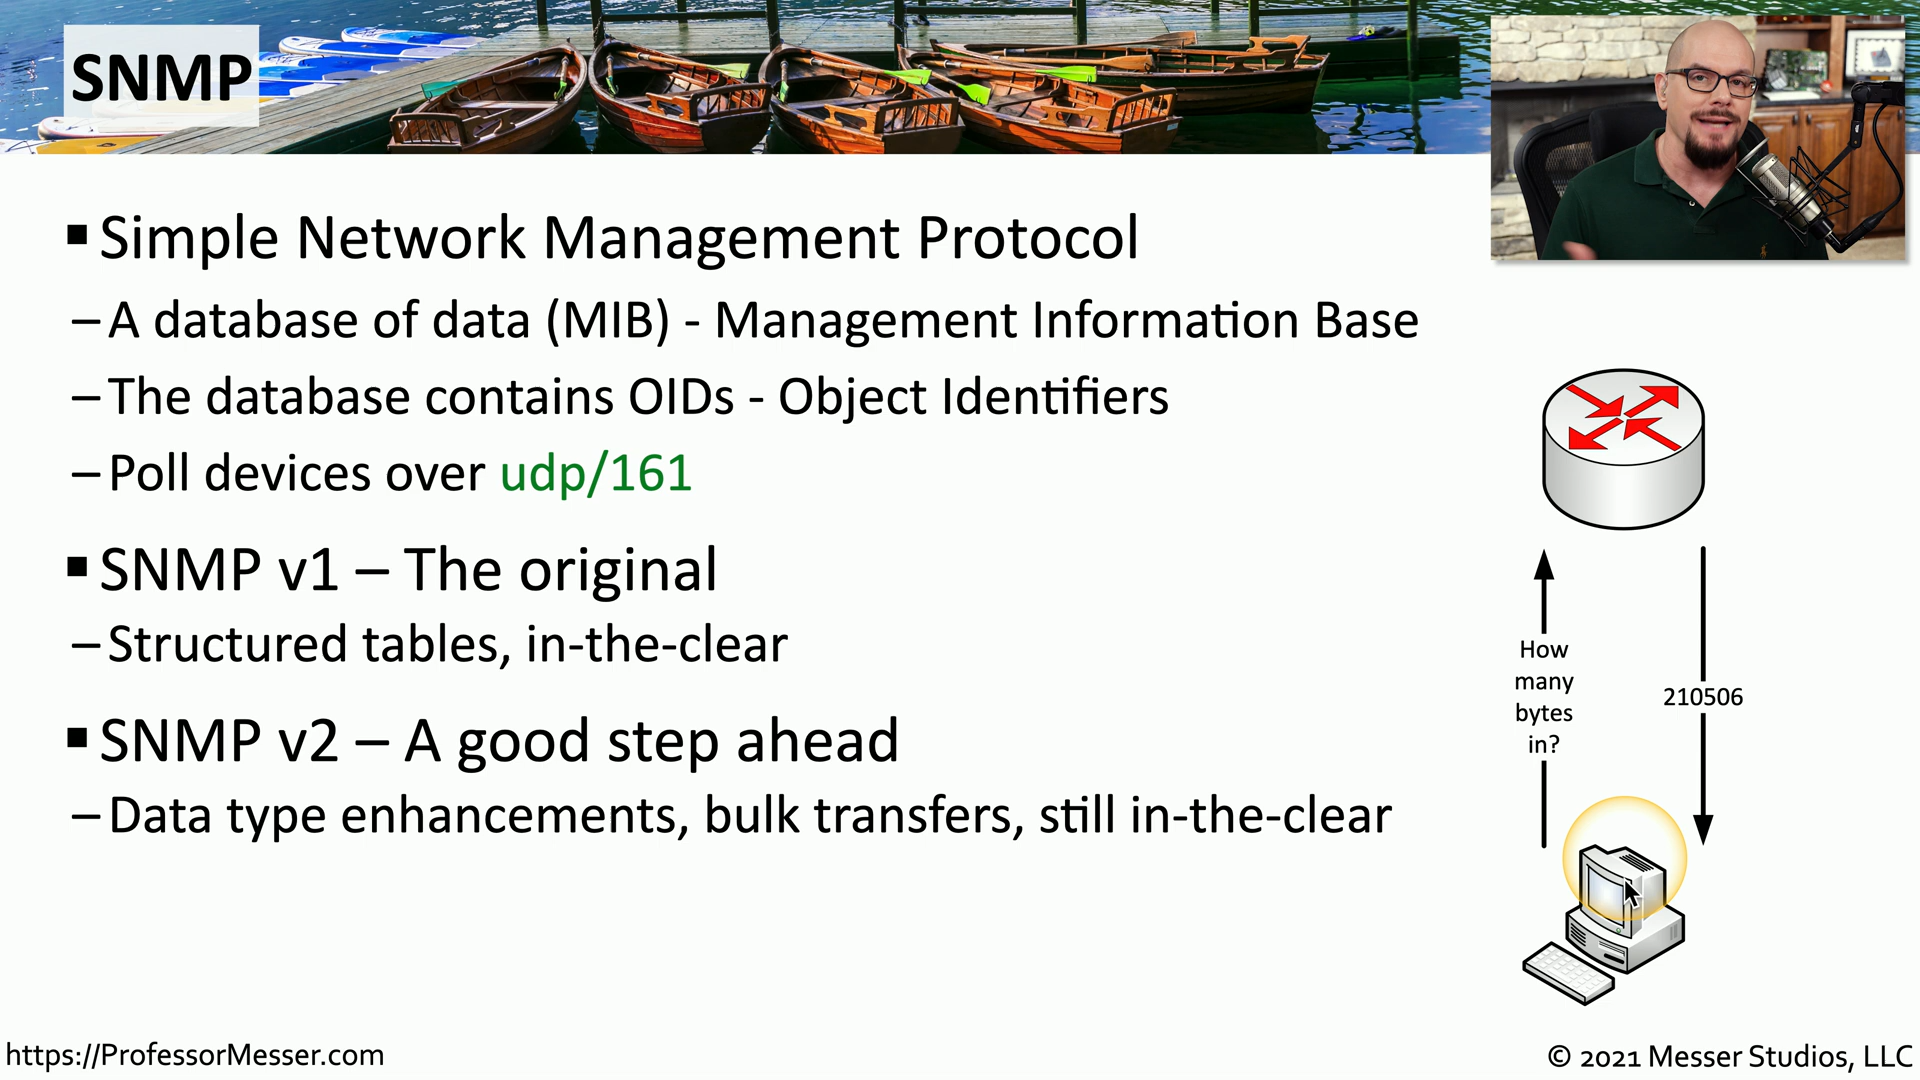 SNMP
▪ Simple Network Management Protocol
– A database of data (MIB) - Management Information Base
– The database contains OIDs - Object Identifiers
– Poll devices over udp/161
▪ SNMP v1 – The original
– Structured tables, in-the-clear
▪ SNMP v2 – A good step ahead
– Data type enhancements, bulk transfers, still in-the-clear
How
many
bytes
in?
210506
https://ProfessorMesser.com
© 2021 Messer Studios, LLC